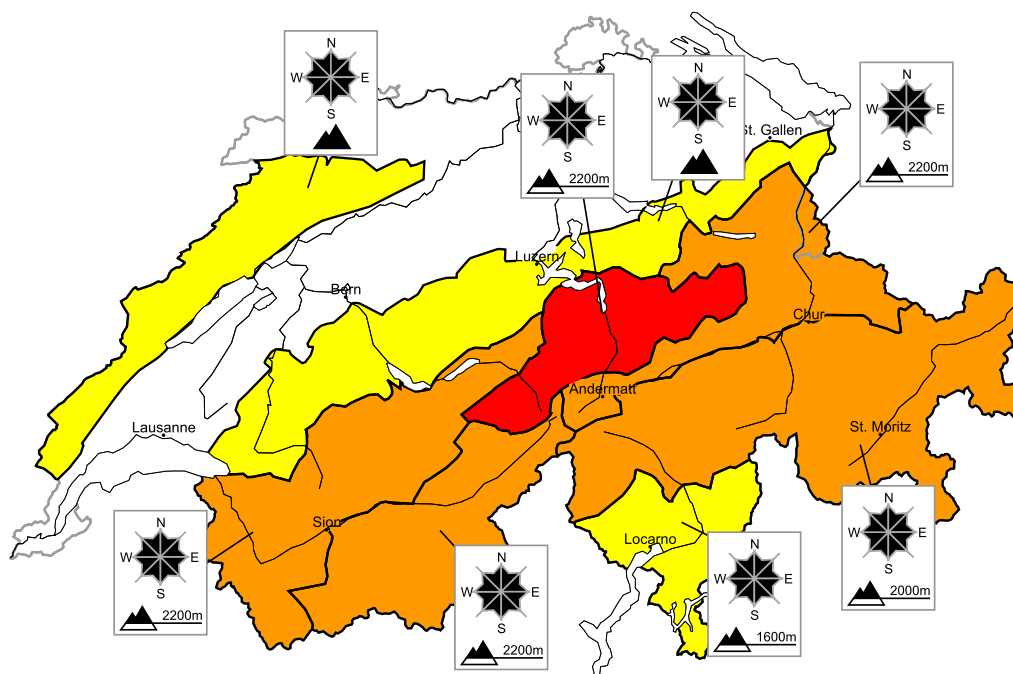 N
W E
S
N
W E
S
2200m
N
W E
S
N
W E
S
2200m
St. Gallen
Luzern
Bern
Chur
Andermatt
Lausanne
St. Moritz
Sion
Locarno
N
W E
S
2200m
N
W E
S
2200m
N
W E
S
1600m
N
W E
S
2000m